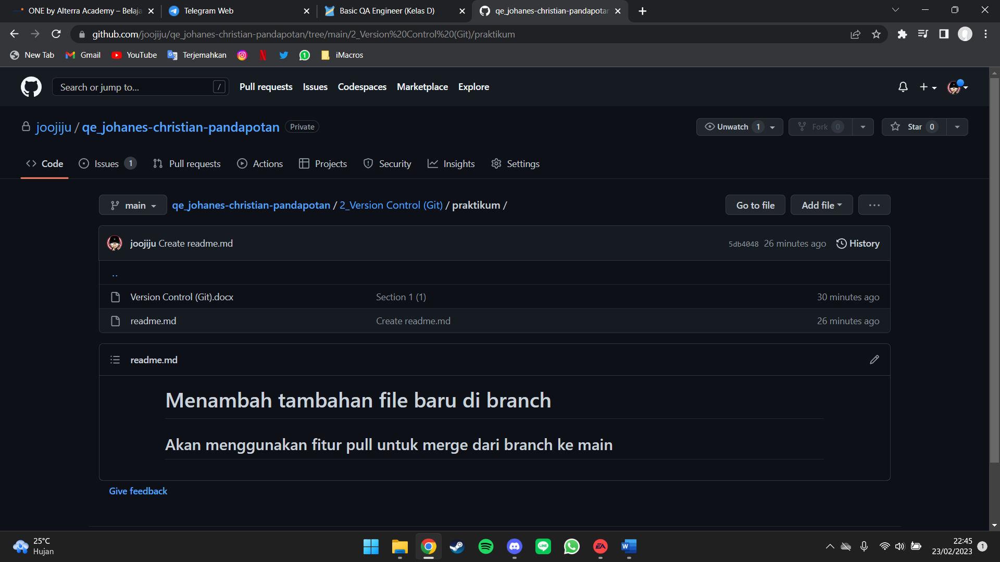 ONE by Alterra Academy – Belaja
Telegram Web
Basic QA Engineer (Kelas D)
qe_johanes-christian-pandapotan
github.com/joojiju/qe_johanes-christian-pandapotan/tree/main/2_Version%20Control%20(Git)/praktikum
New Tab
Gmail
YouTube
Terjemahkan
1
iMacros
Search or jump to...
/
Pull requests
Issues
Codespaces
Marketplace
Explore
joojiju / qe_johanes-christian-pandapotan
Private
Unwatch 1
Fork 0
Star 0
Code
Issues 1
Pull requests
Actions
Projects
Security
Insights
Settings
main
qe_johanes-christian-pandapotan / 2_Version Control (Git) / praktikum /
Go to file
Add file
...
joojiju Create readme.md
5db4048 26 minutes ago
History
..
Version Control (Git).docx
Section 1 (1)
30 minutes ago
readme.md
Create readme.md
26 minutes ago
readme.md
Menambah tambahan file baru di branch
Akan menggunakan fitur pull untuk merge dari branch ke main
Give feedback
25°C
Hujan
LINE
EA
W
22:45
23/02/2023
1